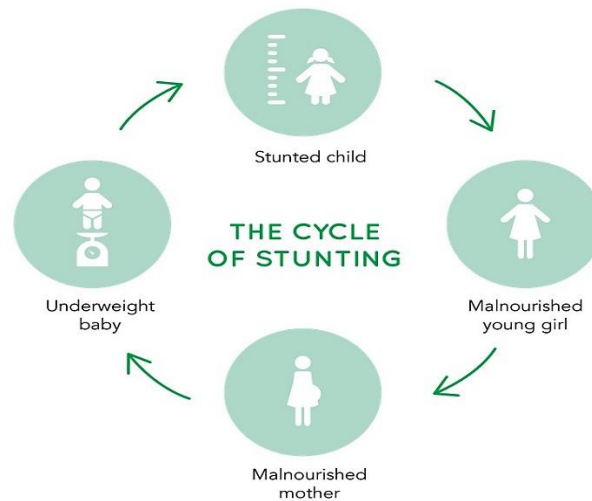 Stunted child
THE CYCLE
OF STUNTING
Underweight
baby
Malnourished
young girl
Malnourished
mother